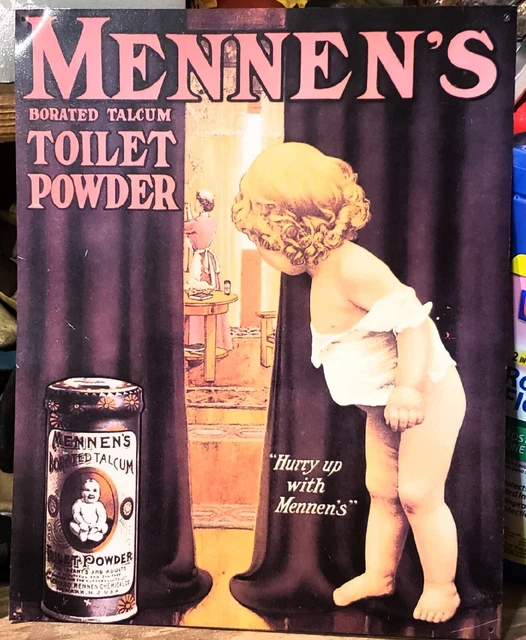 MENNEN'S
BORATED TALCUM
TOILET
POWDER
"Hurry up
with
Mennen's"
MENNEN'S
BORATED TALCUM
TOILET POWDER